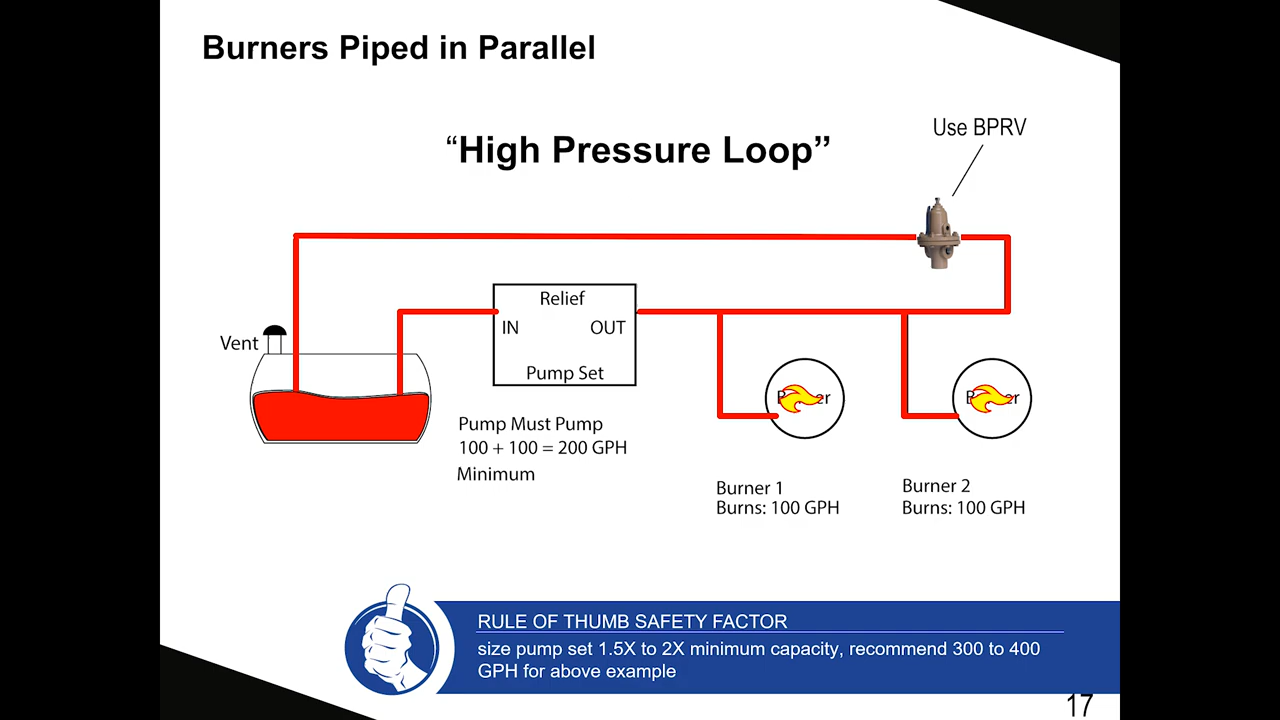 Burners Piped in Parallel
“High Pressure Loop”
Use BPRV
Relief
IN OUT
Pump Set
Vent
Pump Must Pump
100 + 100 = 200 GPH
Minimum
Burner 1
Burns: 100 GPH
Burner 2
Burns: 100 GPH
RULE OF THUMB SAFETY FACTOR
size pump set 1.5X to 2X minimum capacity, recommend 300 to 400
GPH for above example
17